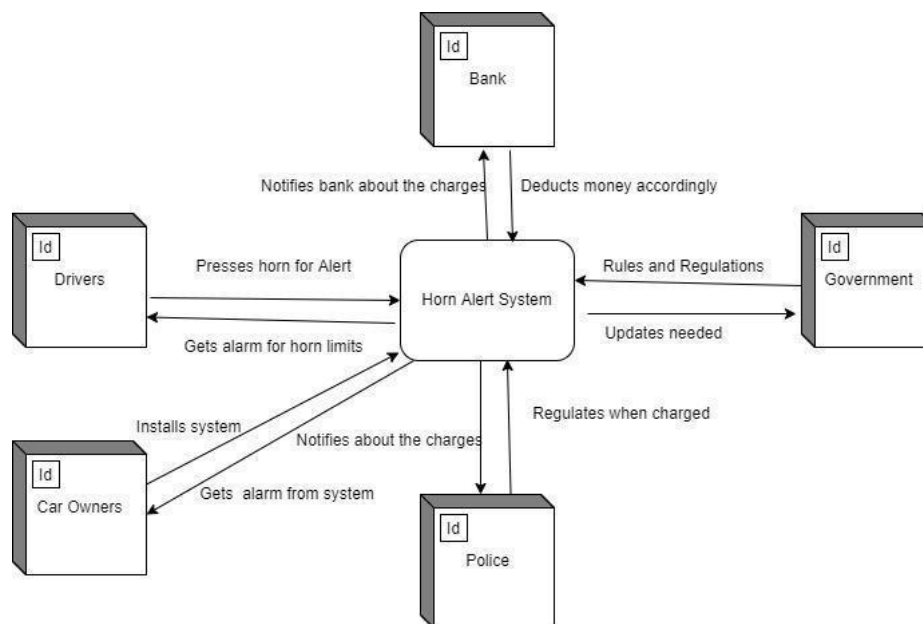 Id
Bank
Notifies bank about the charges
Deducts money accordingly
Id
Drivers
Presses horn for Alert
Gets alarm for horn limits
Horn Alert System
Rules and Regulations
Updates needed
Id
Government
Installs system
Notifies about the charges
Regulates when charged
Gets alarm from system
Id
Car Owners
Id
Police